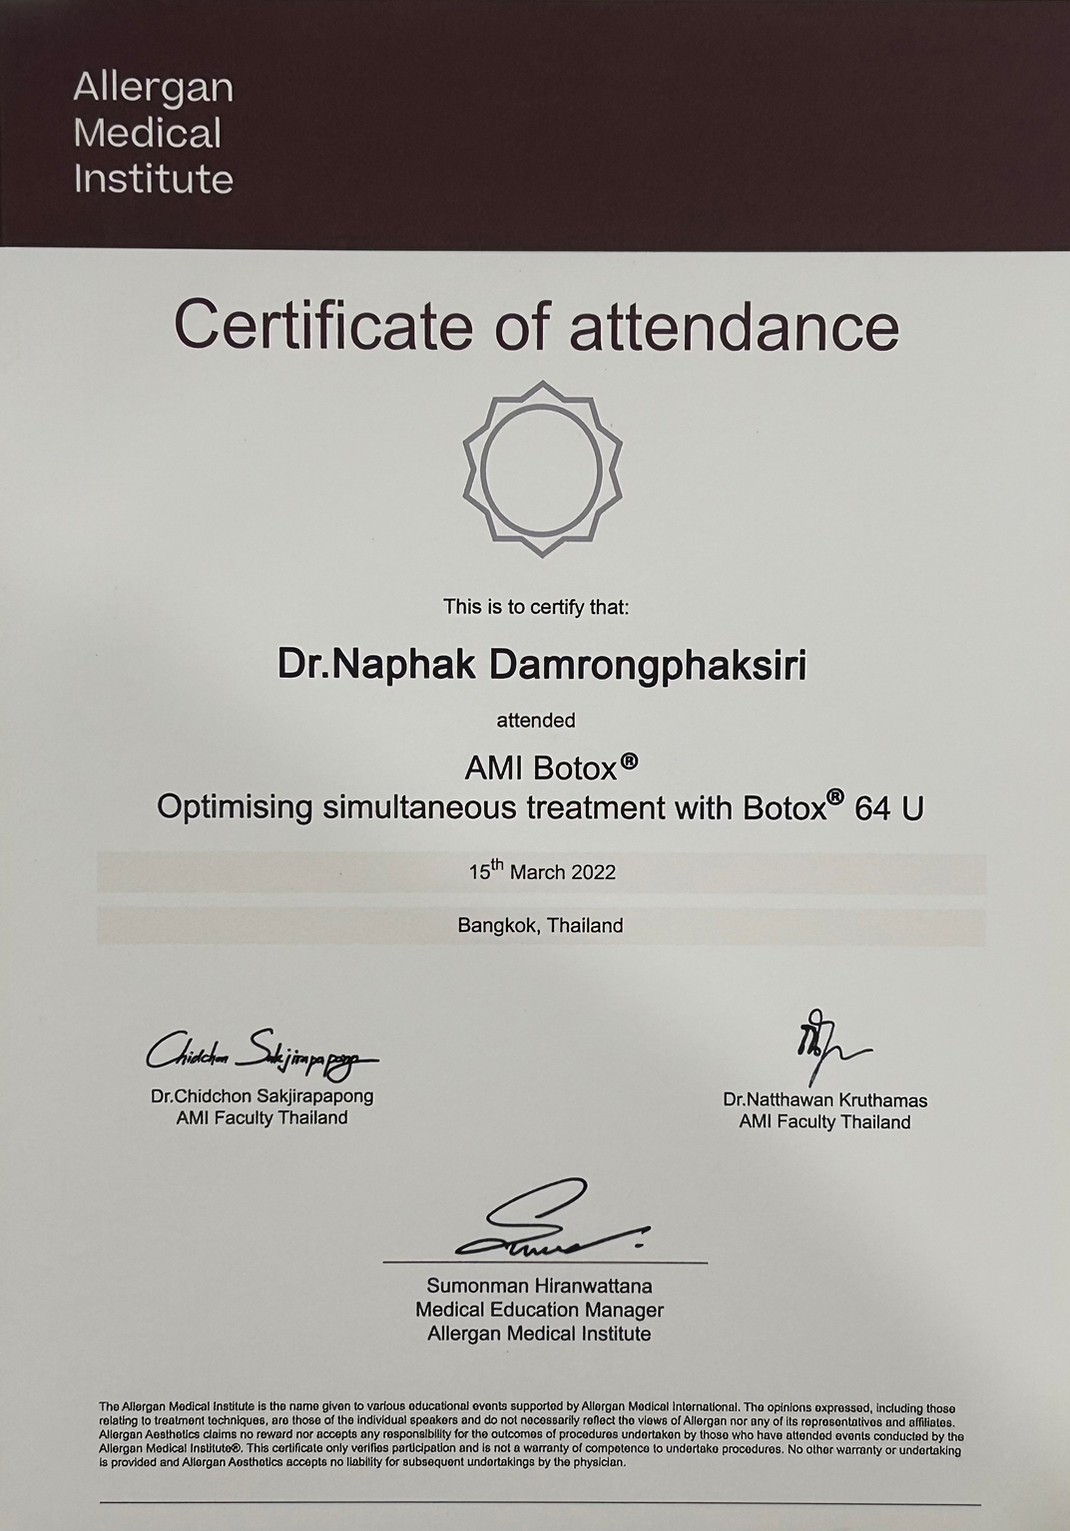 Allergan
Medical
Institute
Certificate of attendance
This is to certify that:
Dr.Naphak Damrongphaksiri
attended
AMI Botox®
Optimising simultaneous treatment with Botox® 64 U
15th March 2022
Bangkok, Thailand
Chidchon Sakjirapapong
Dr.Chidchon Sakjirapapong
AMI Faculty Thailand
Dr.Natthawan Kruthamas
AMI Faculty Thailand
Sumonman Hiranwattana
Medical Education Manager
Allergan Medical Institute
The Allergan Medical Institute is the name given to various educational events supported by Allergan Medical International. The opinions expressed, including those
relating to treatment techniques, are those of the individual speakers and do not necessarily reflect the views of Allergan nor any of its representatives and affiliates.
Allergan Aesthetics claims no reward nor accepts any responsibility for the outcomes of procedures undertaken by those who have attended events conducted by the
Allergan Medical Institute®. This certificate only verifies participation and is not a warranty of competence to undertake procedures. No other warranty or undertaking
is provided and Allergan Aesthetics accepts no liability for subsequent undertakings by the physician.